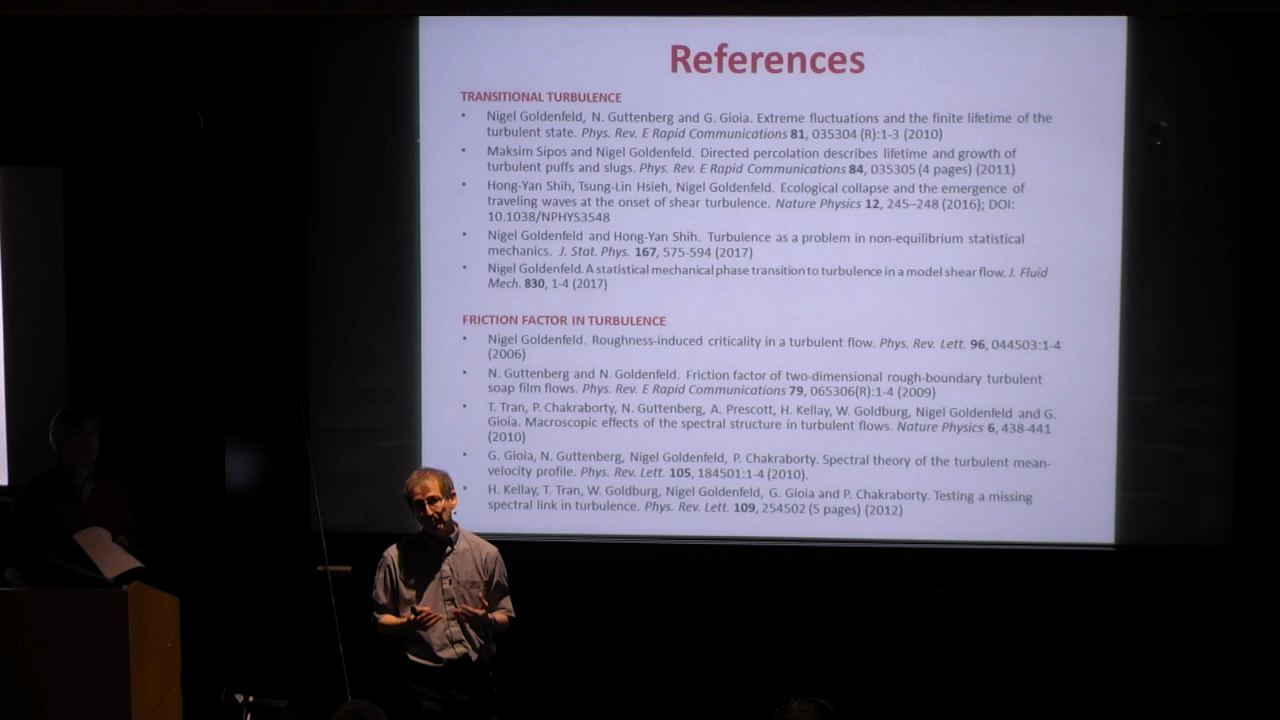 References
TRANSITIONAL TURBULENCE
• Nigel Goldenfeld, N. Guttenberg and G. Gioia. Extreme fluctuations and the finite lifetime of the
turbulent state. Phys. Rev. E Rapid Communications 81, 035304 (R):1-3 (2010)
• Maksim Sipos and Nigel Goldenfeld. Directed percolation describes lifetime and growth of
turbulent puffs and slugs. Phys. Rev. E Rapid Communications 84, 035305 (4 pages) (2011)
• Hong-Yan Shih, Tsung-Lin Hsieh, Nigel Goldenfeld. Ecological collapse and the emergence of
traveling waves at the onset of shear turbulence. Nature Physics 12, 245–248 (2016); DOI:
10.1038/NPHYS3548
• Nigel Goldenfeld and Hong-Yan Shih. Turbulence as a problem in non-equilibrium statistical
mechanics. J. Stat. Phys. 167, 575-594 (2017)
• Nigel Goldenfeld. A statistical mechanical phase transition to turbulence in a model shear flow. J. Fluid
Mech. 830, 1-4 (2017)
FRICTION FACTOR IN TURBULENCE
• Nigel Goldenfeld. Roughness-induced criticality in a turbulent flow. Phys. Rev. Lett. 96, 044503:1-4
(2006)
• N. Guttenberg and N. Goldenfeld. Friction factor of two-dimensional rough-boundary turbulent
soap film flows. Phys. Rev. E Rapid Communications 79, 065306(R):1-4 (2009)
• T. Tran, P. Chakraborty, N. Guttenberg, A. Prescott, H. Kellay, W. Goldburg, Nigel Goldenfeld and G.
Gioia. Macroscopic effects of the spectral structure in turbulent flows. Nature Physics 6, 438-441
(2010)
• G. Gioia, N. Guttenberg, Nigel Goldenfeld, P. Chakraborty. Spectral theory of the turbulent mean-
velocity profile. Phys. Rev. Lett. 105, 184501:1-4 (2010).
• H. Kellay, T. Tran, W. Goldburg, Nigel Goldenfeld, G. Gioia and P. Chakraborty. Testing a missing
spectral link in turbulence. Phys. Rev. Lett. 109, 254502 (5 pages) (2012)